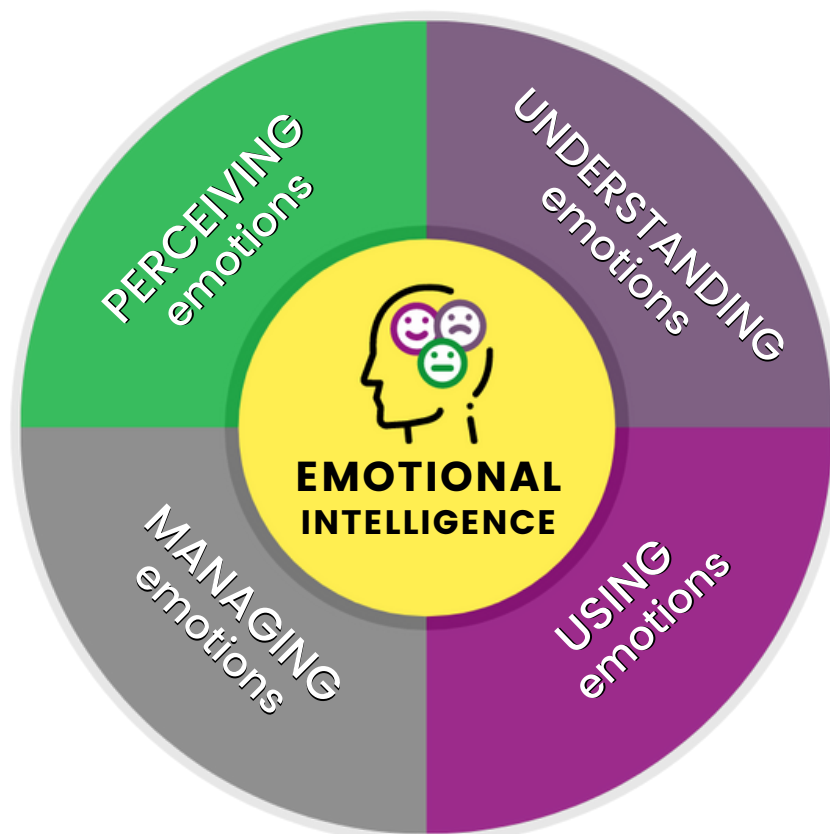 PERCEIVING
emotions
UNDERSTANDING
emotions
EMOTIONAL
INTELLIGENCE
MANAGING
emotions
USING
emotions